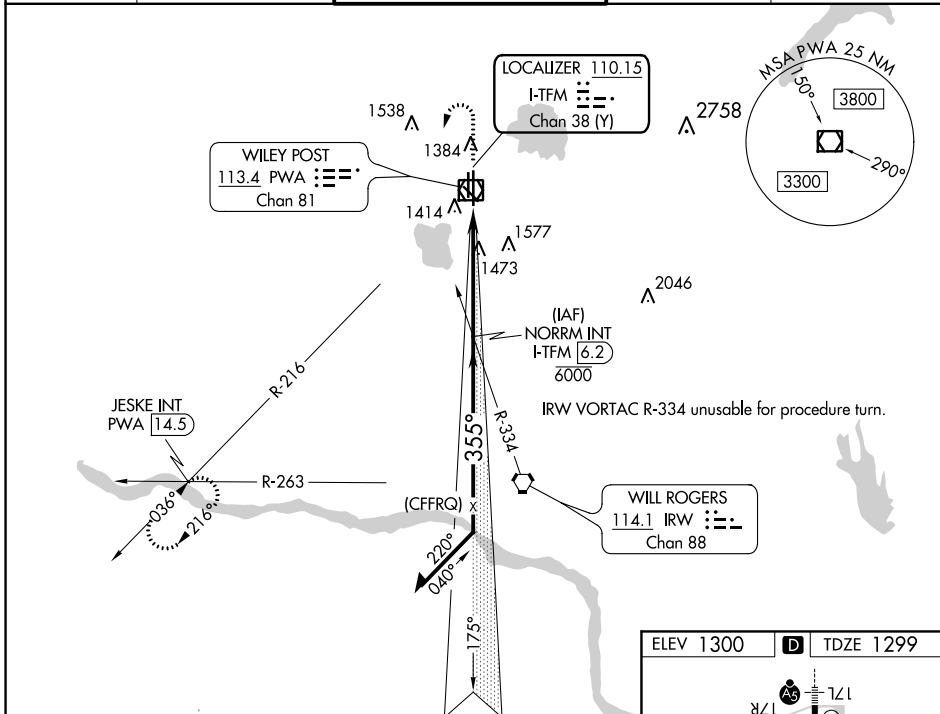 LOCALIZER 110.15
I-TFM
Chan 38 (Y)
MSA PWA 25 NM
150°
3800
290°
3300
1538
1384
2758
WILEY POST
113.4 PWA
Chan 81
1414
1577
1473
2046
(IAF)
NORRM INT
I-TFM 6.2
6000
R-216
IRW VORTAC R-334 unusable for procedure turn.
JESKE INT
PWA 14.5
355°
R-334
R-263
036°
216°
(CFFRQ) X
WILL ROGERS
114.1 IRW
Chan 88
220°
040°
175°
ELEV 1300 D TDZE 1299
A5
17L
17R